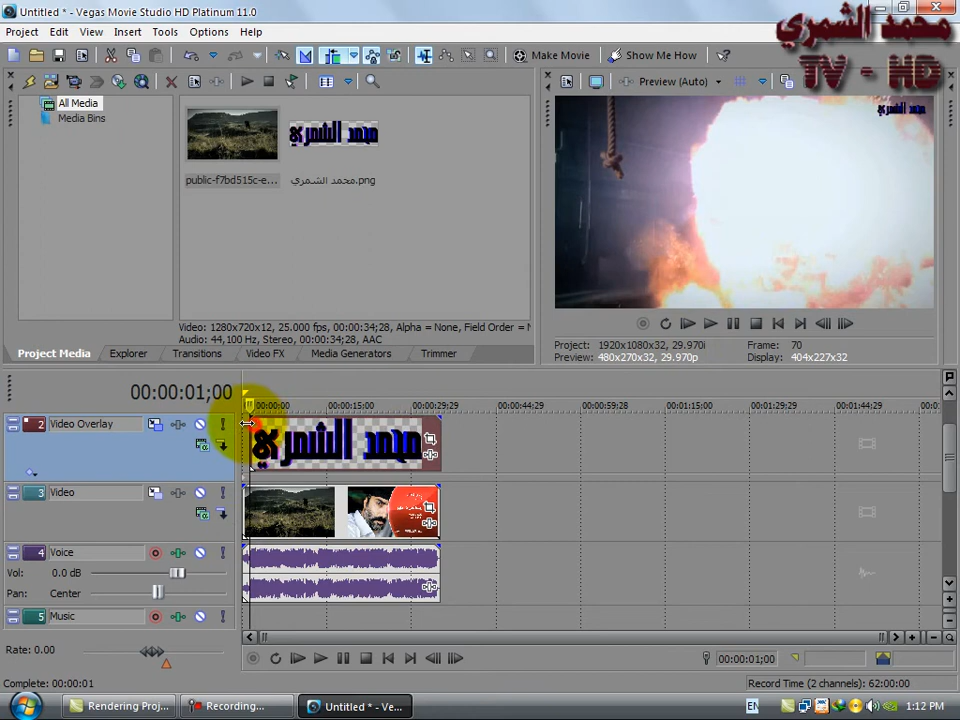 Untitled * - Vegas Movie Studio HD Platinum 11.0
محمد الشمري
TV - HD
File Edit View Insert Tools Options Help
Make Movie
Show Me How
All Media
Media Bins
محمد الشمري
public-f7bd515c-e...
محمد الشمري.png
Video: 1280x720x12, 25.000 fps, 00:00:34;28, Alpha = None, Field Order = N
Audio: 44,100 Hz, Stereo, 00:00:34;28, AAC
Project Media Explorer Transitions Video FX Media Generators Trimmer
Preview (Auto)
محمد الشمري
Project: 1920x1080x32, 29.970i
Frame: 70
Preview: 480x270x32, 29.970p
Display: 404x227x32
00:00:01;00
00:00:00 00:00:15:00 00:00:29;29 00:00:44;29 00:00:59;28 00:01:15:00 00:01:29;29 00:01:44;29 00:0
2 Video Overlay
محمد الشمري
3 Video
4 Voice
Vol: 0.0 dB
Pan: Center
5 Music
Rate: 0.00
00:00:01;00
Complete: 00:00:01
Record Time (2 channels): 62:00:00
Rendering Proj...
Recording...
Untitled * - Ve...
EN
1:12 PM